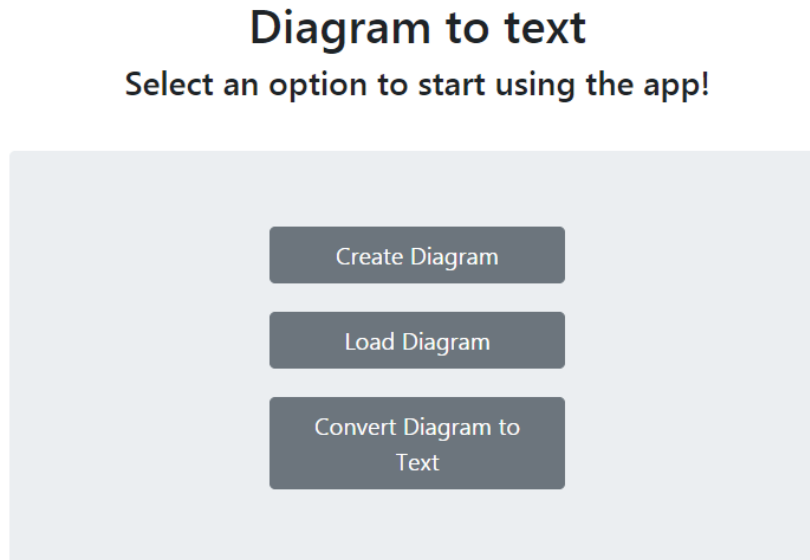 Diagram to text
Select an option to start using the app!
Create Diagram
Load Diagram
Convert Diagram to
Text